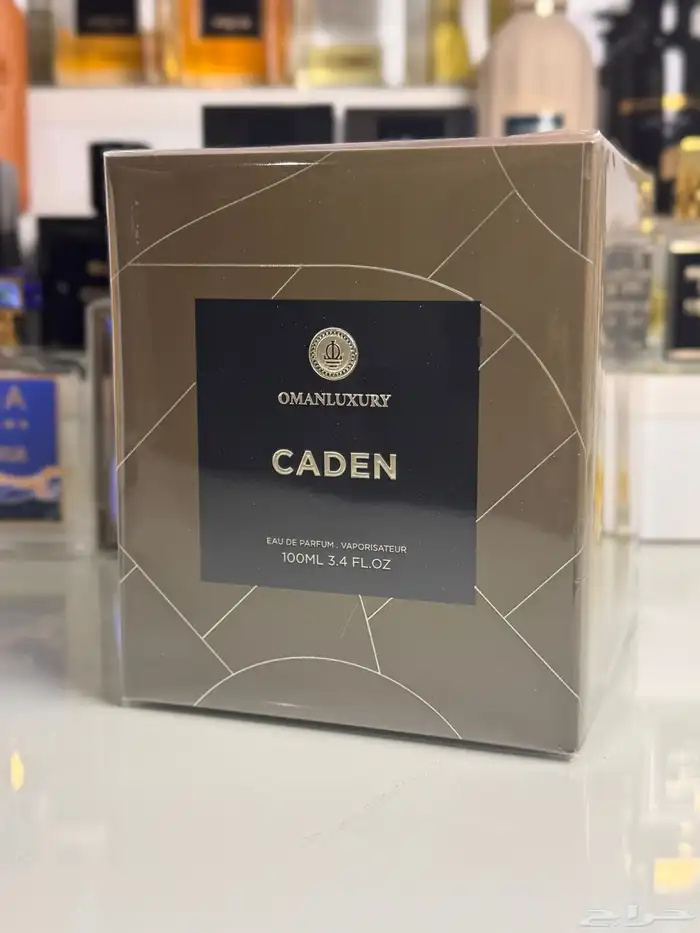 OMANLUXURY
CADEN
EAU DE PARFUM . VAPORISATEUR
100ML 3.4 FL.OZ
حراج